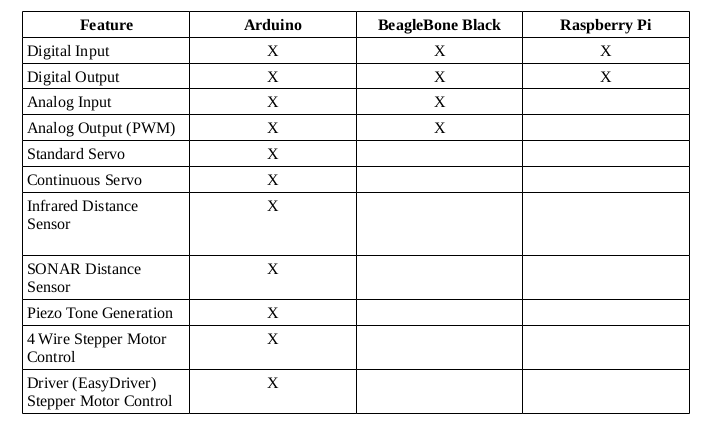 Feature Arduino BeagleBone Black Raspberry Pi
Digital Input X X X
Digital Output X X X
Analog Input X X
Analog Output (PWM) X X
Standard Servo X
Continuous Servo X
Infrared Distance X
Sensor
SONAR Distance X
Sensor
Piezo Tone Generation X
4 Wire Stepper Motor X
Control
Driver (EasyDriver) X
Stepper Motor Control